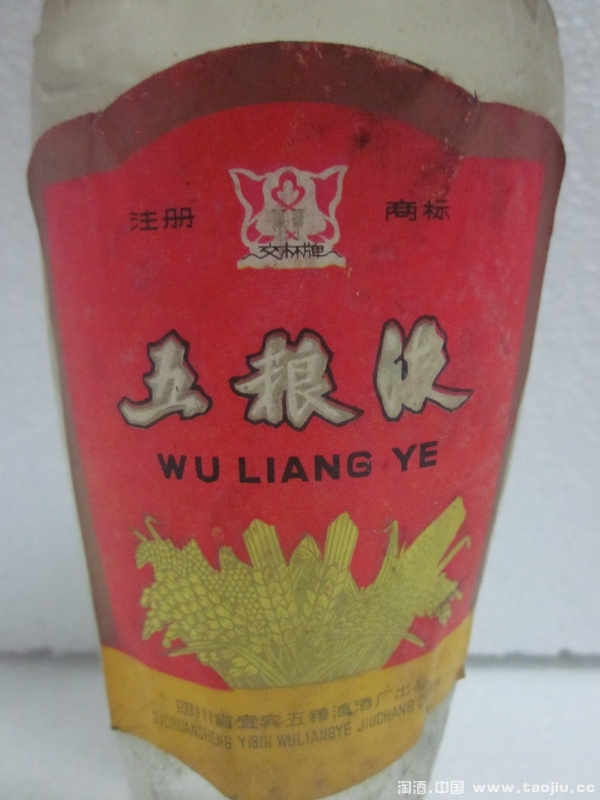 注册 商标
交杯牌
五粮液
WU LIANG YE
四川省宜宾五粮液酒厂出品
SICHUANSHENG YIBIN WULIANGYE JIUCHANG
淘酒.中国 www.taojiu.cc